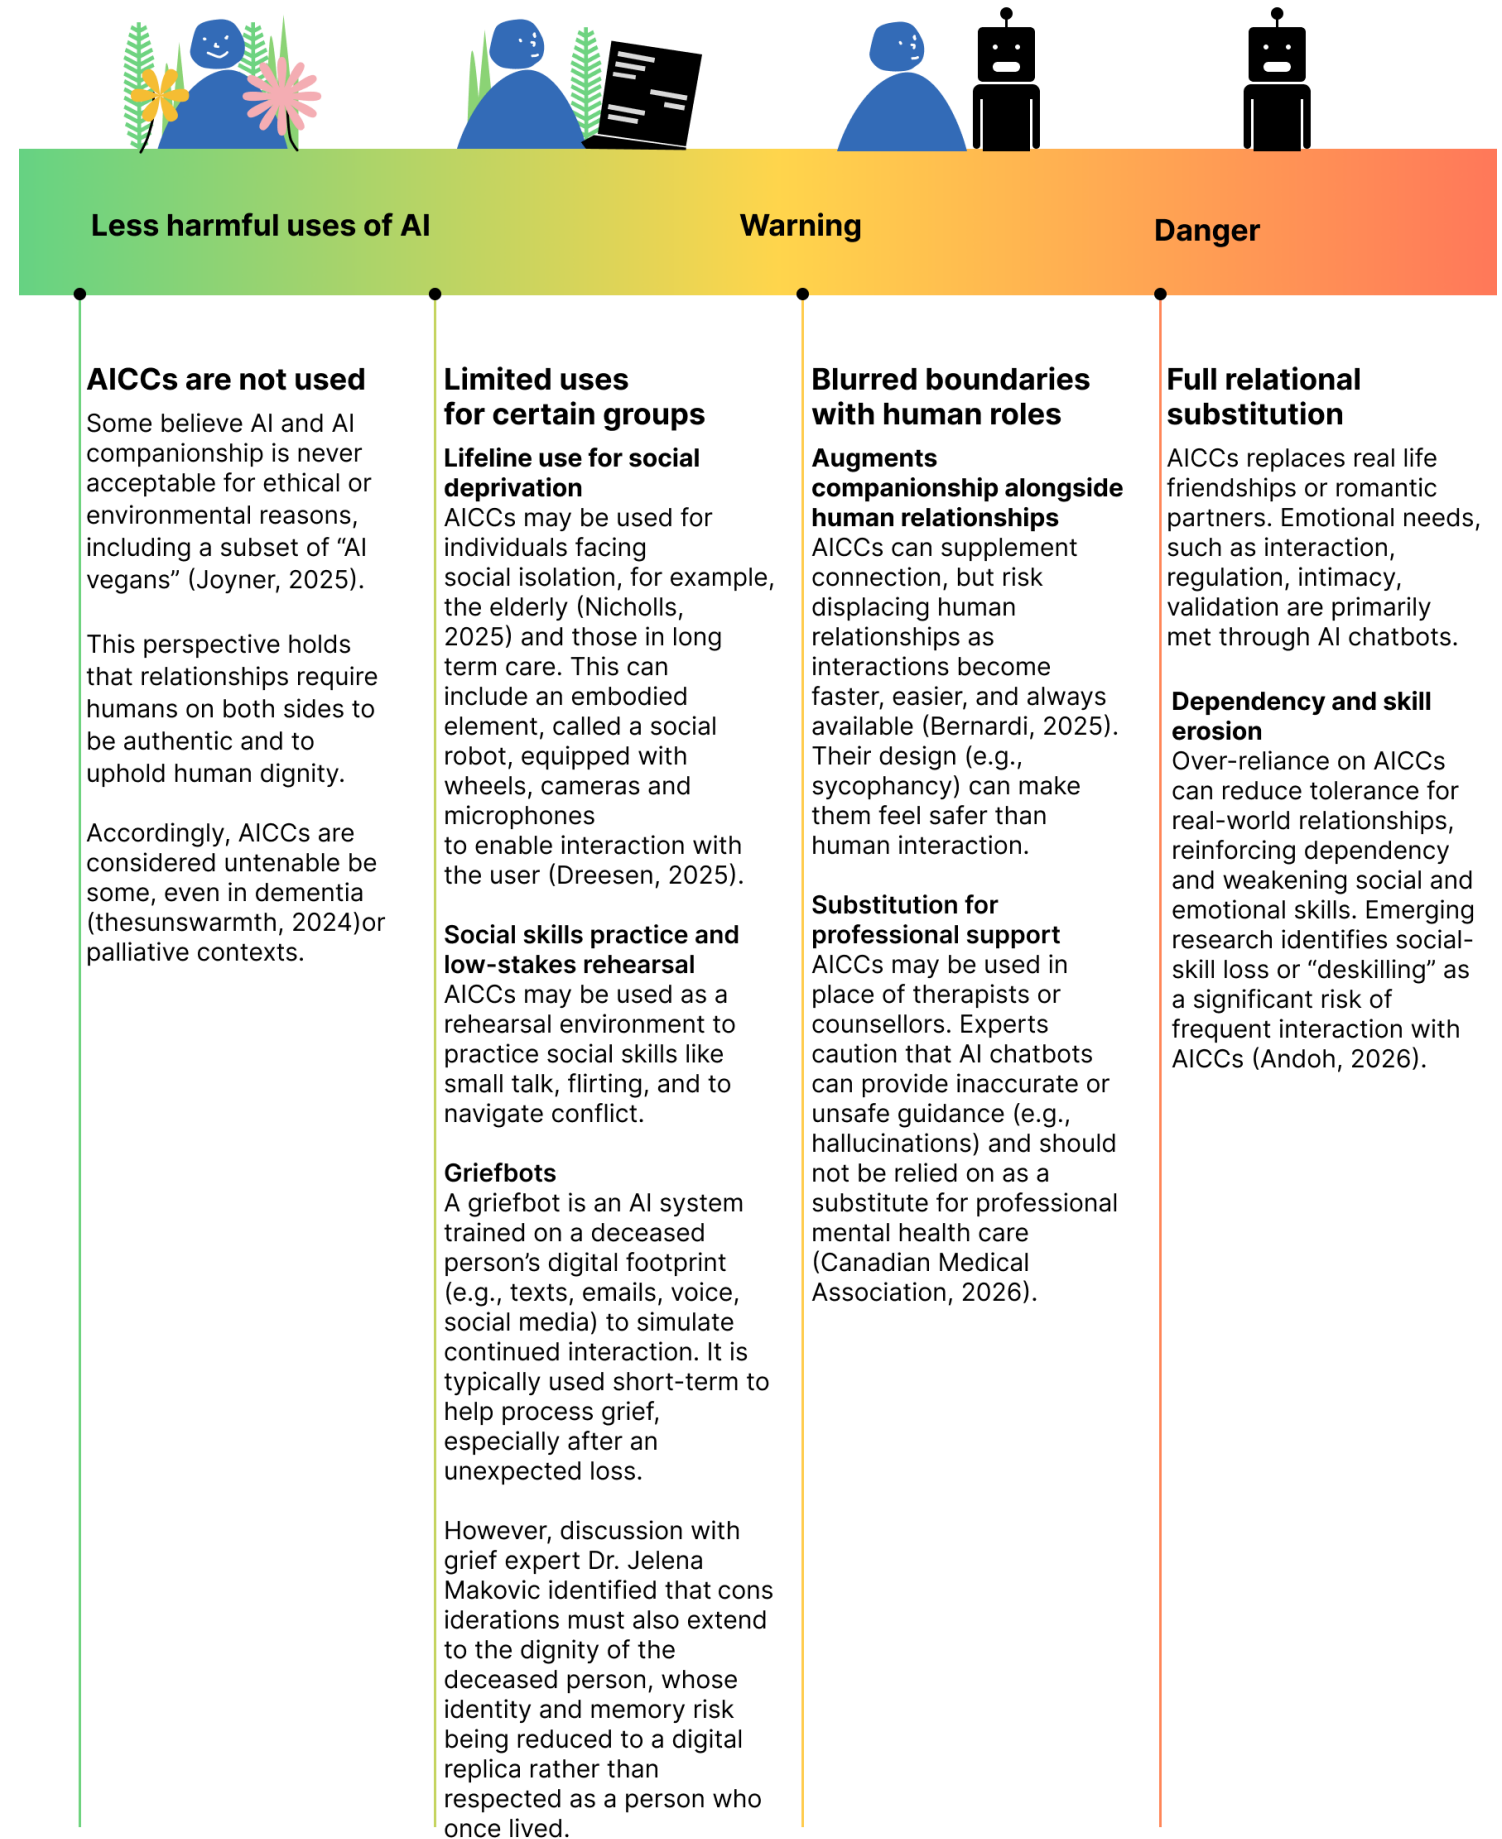 Less harmful uses of AI
Warning
Danger
AICCs are not used
Some believe AI and AI
companionship is never
acceptable for ethical or
environmental reasons,
including a subset of “AI
vegans” (Joyner, 2025).
This perspective holds
that relationships require
humans on both sides to
be authentic and to
uphold human dignity.
Accordingly, AICCs are
considered untenable be
some, even in dementia
(thesunswarmth, 2024)or
palliative contexts.
Limited uses
for certain groups
Lifeline use for social
deprivation
AICCs may be used for
individuals facing
social isolation, for example,
the elderly (Nicholls,
2025) and those in long
term care. This can
include an embodied
element, called a social
robot, equipped with
wheels, cameras and
microphones
to enable interaction with
the user (Dreesen, 2025).
Social skills practice and
low-stakes rehearsal
AICCs may be used as a
rehearsal environment to
practice social skills like
small talk, flirting, and to
navigate conflict.
Griefbots
A griefbot is an AI system
trained on a deceased
person’s digital footprint
(e.g., texts, emails, voice,
social media) to simulate
continued interaction. It is
typically used short-term to
help process grief,
especially after an
unexpected loss.
However, discussion with
grief expert Dr. Jelena
Makovic identified that cons
iderations must also extend
to the dignity of the
deceased person, whose
identity and memory risk
being reduced to a digital
replica rather than
respected as a person who
once lived.
Blurred boundaries
with human roles
Augments
companionship alongside
human relationships
AICCs can supplement
connection, but risk
displacing human
relationships as
interactions become
faster, easier, and always
available (Bernardi, 2025).
Their design (e.g.,
sycophancy) can make
them feel safer than
human interaction.
Substitution for
professional support
AICCs may be used in
place of therapists or
counsellors. Experts
caution that AI chatbots
can provide inaccurate or
unsafe guidance (e.g.,
hallucinations) and should
not be relied on as a
substitute for professional
mental health care
(Canadian Medical
Association, 2026).
Full relational
substitution
AICCs replaces real life
friendships or romantic
partners. Emotional needs,
such as interaction,
regulation, intimacy,
validation are primarily
met through AI chatbots.
Dependency and skill
erosion
Over-reliance on AICCs
can reduce tolerance for
real-world relationships,
reinforcing dependency
and weakening social and
emotional skills. Emerging
research identifies social-
skill loss or “deskilling” as
a significant risk of
frequent interaction with
AICCs (Andoh, 2026).